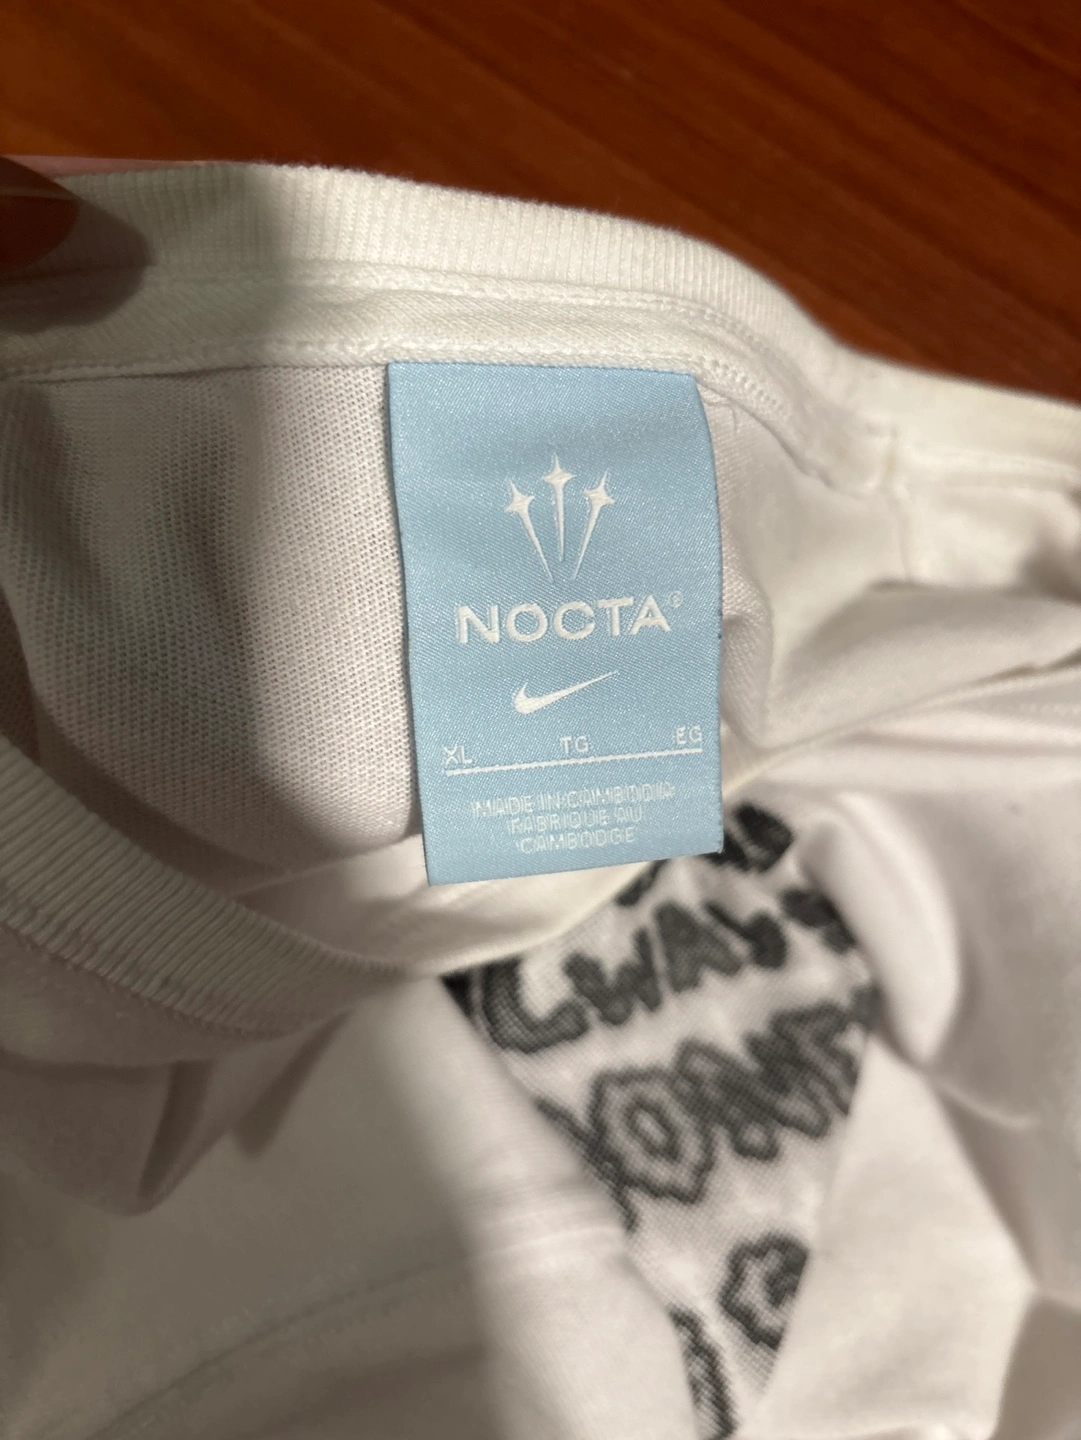 NOCTA®
XL TG EG
MADE IN CAMBODIA
FABRIQUE AU
CAMBODGE